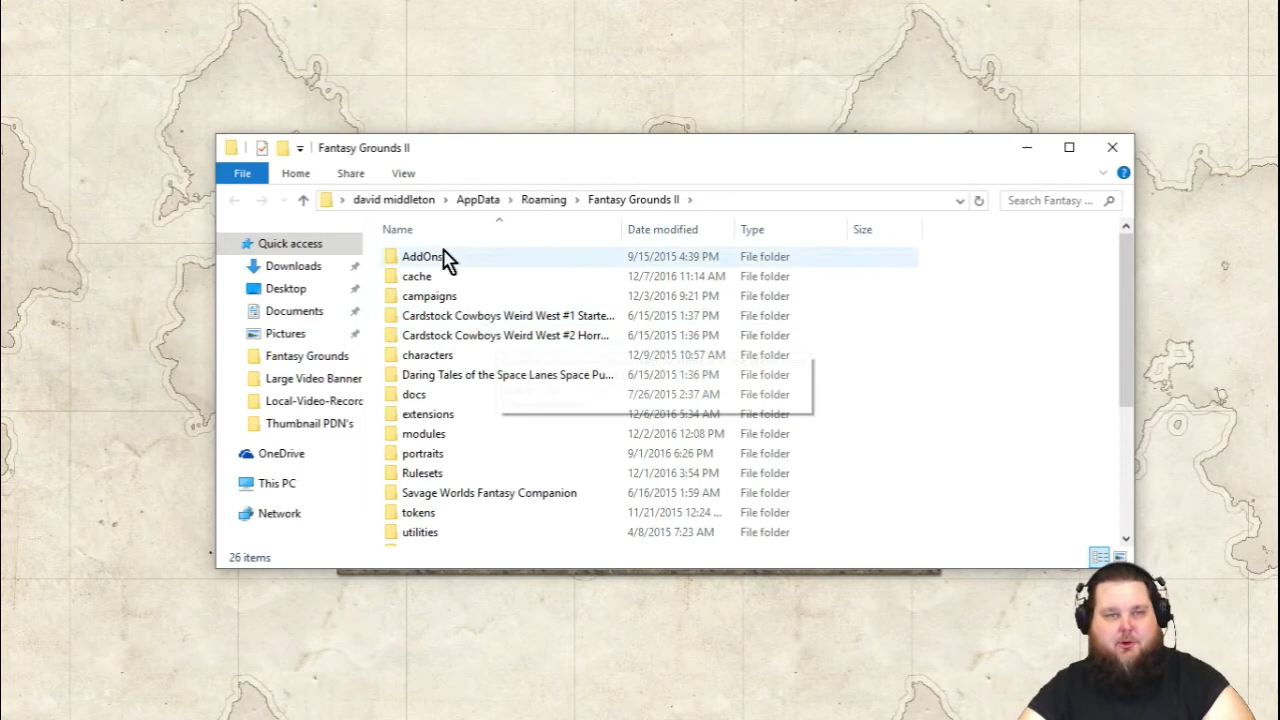 Fantasy Grounds II
File Home Share View
david middleton AppData Roaming Fantasy Grounds II Search Fantasy ...
Name Date modified Type Size
Quick access
Downloads
Desktop
Documents
Pictures
Fantasy Grounds
Large Video Banner
Local-Video-Recorc
Thumbnail PDN's
OneDrive
This PC
Network
AddOns 9/15/2015 4:39 PM File folder
cache 12/7/2016 11:14 AM File folder
campaigns 12/3/2016 9:21 PM File folder
Cardstock Cowboys Weird West #1 Starte... 6/15/2015 1:37 PM File folder
Cardstock Cowboys Weird West #2 Horr... 6/15/2015 1:36 PM File folder
characters 12/9/2015 10:57 AM File folder
Daring Tales of the Space Lanes Space Pu... 6/15/2015 1:36 PM File folder
docs 7/26/2015 2:37 AM File folder
extensions 12/6/2016 5:34 AM File folder
modules 12/2/2016 12:08 PM File folder
portraits 9/1/2016 6:26 PM File folder
Rulesets 12/1/2016 3:54 PM File folder
Savage Worlds Fantasy Companion 6/16/2015 1:59 AM File folder
tokens 11/21/2015 12:24 ... File folder
utilities 4/8/2015 7:23 AM File folder
26 items